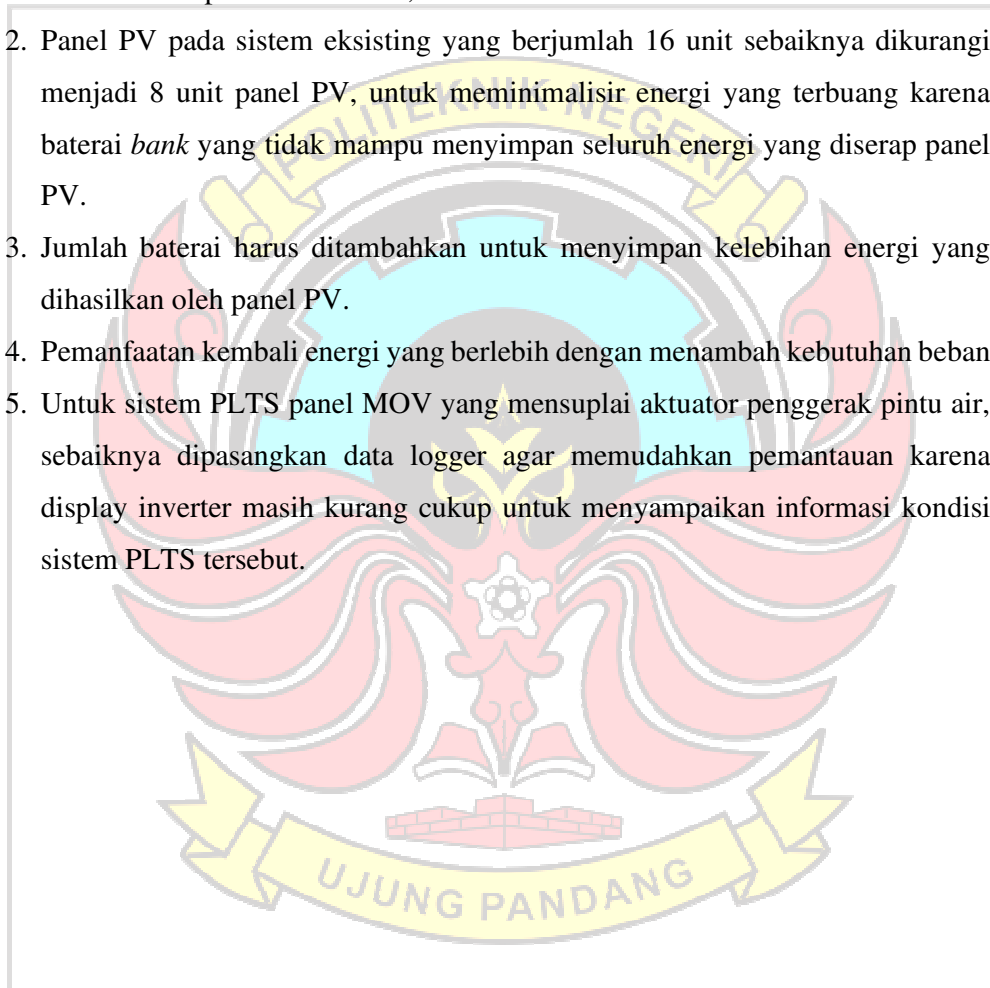 2. Panel PV pada sistem eksisting yang berjumlah 16 unit sebaiknya dikurangi
menjadi 8 unit panel PV, untuk meminimalisir energi yang terbuang karena
baterai bank yang tidak mampu menyimpan seluruh energi yang diserap panel
PV.
3. Jumlah baterai harus ditambahkan untuk menyimpan kelebihan energi yang
dihasilkan oleh panel PV.
4. Pemanfaatan kembali energi yang berlebih dengan menambah kebutuhan beban
5. Untuk sistem PLTS panel MOV yang mensuplai aktuator penggerak pintu air,
sebaiknya dipasangkan data logger agar memudahkan pemantauan karena
display inverter masih kurang cukup untuk menyampaikan informasi kondisi
sistem PLTS tersebut.
POLITEKNIK NEGERI
UJUNG PANDANG